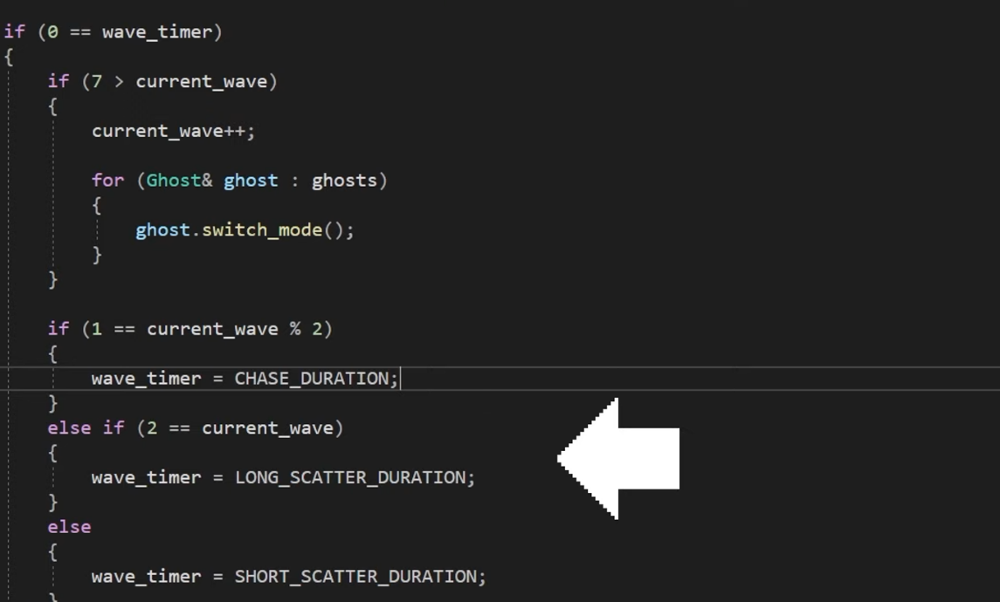 if (0 == wave_timer)
{
    if (7 > current_wave)
    {
        current_wave++;

        for (Ghost& ghost : ghosts)
        {
            ghost.switch_mode();
        }
    }

    if (1 == current_wave % 2)
    {
        wave_timer = CHASE_DURATION;
    }
    else if (2 == current_wave)
    {
        wave_timer = LONG_SCATTER_DURATION;
    }
    else
    {
        wave_timer = SHORT_SCATTER_DURATION;
    }